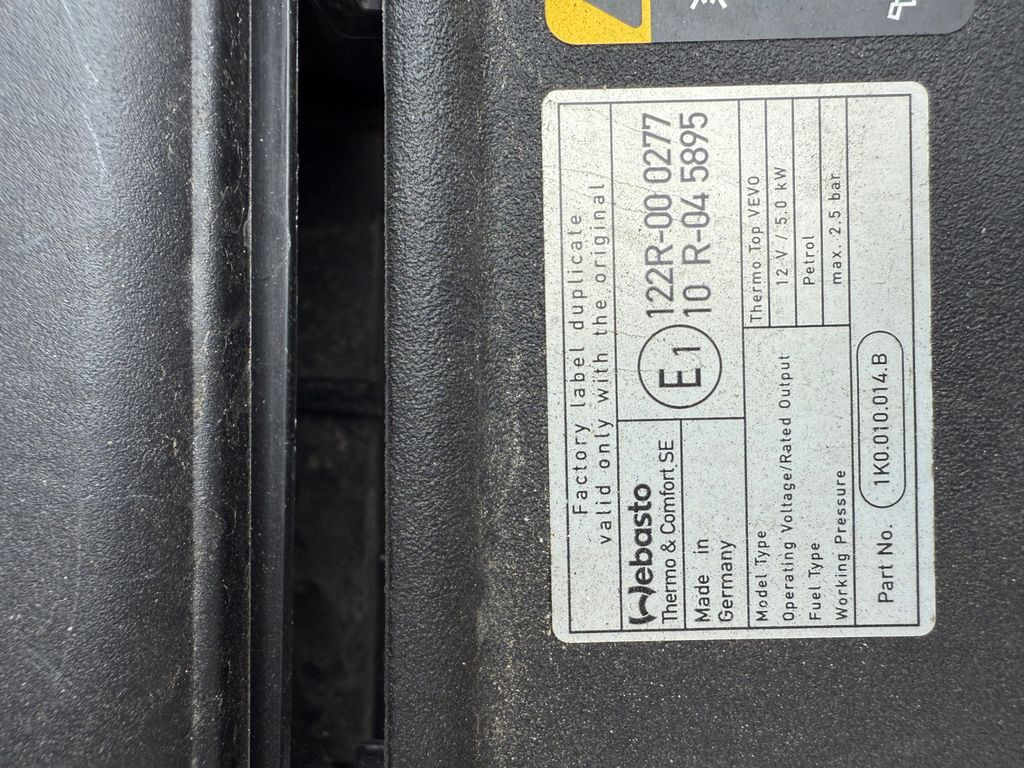 Factory label duplicate
valid only with the original
Webasto
Thermo & Comfort SE
Made in
Germany
E1
122R-00 0277
10 R-04 5895
Model Type Thermo Top VEVO
Operating Voltage/Rated Output 12 V / 5.0 kW
Fuel Type Petrol
Working Pressure max. 2.5 bar
Part No. 1K0.010.014.B